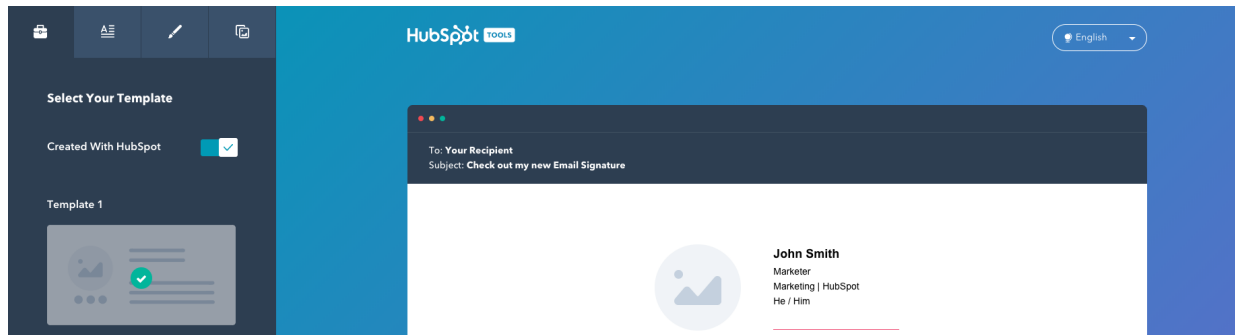 HubSpot TOOLS
English
Select Your Template
Created With HubSpot
Template 1
To: Your Recipient
Subject: Check out my new Email Signature
John Smith
Marketer
Marketing | HubSpot
He / Him